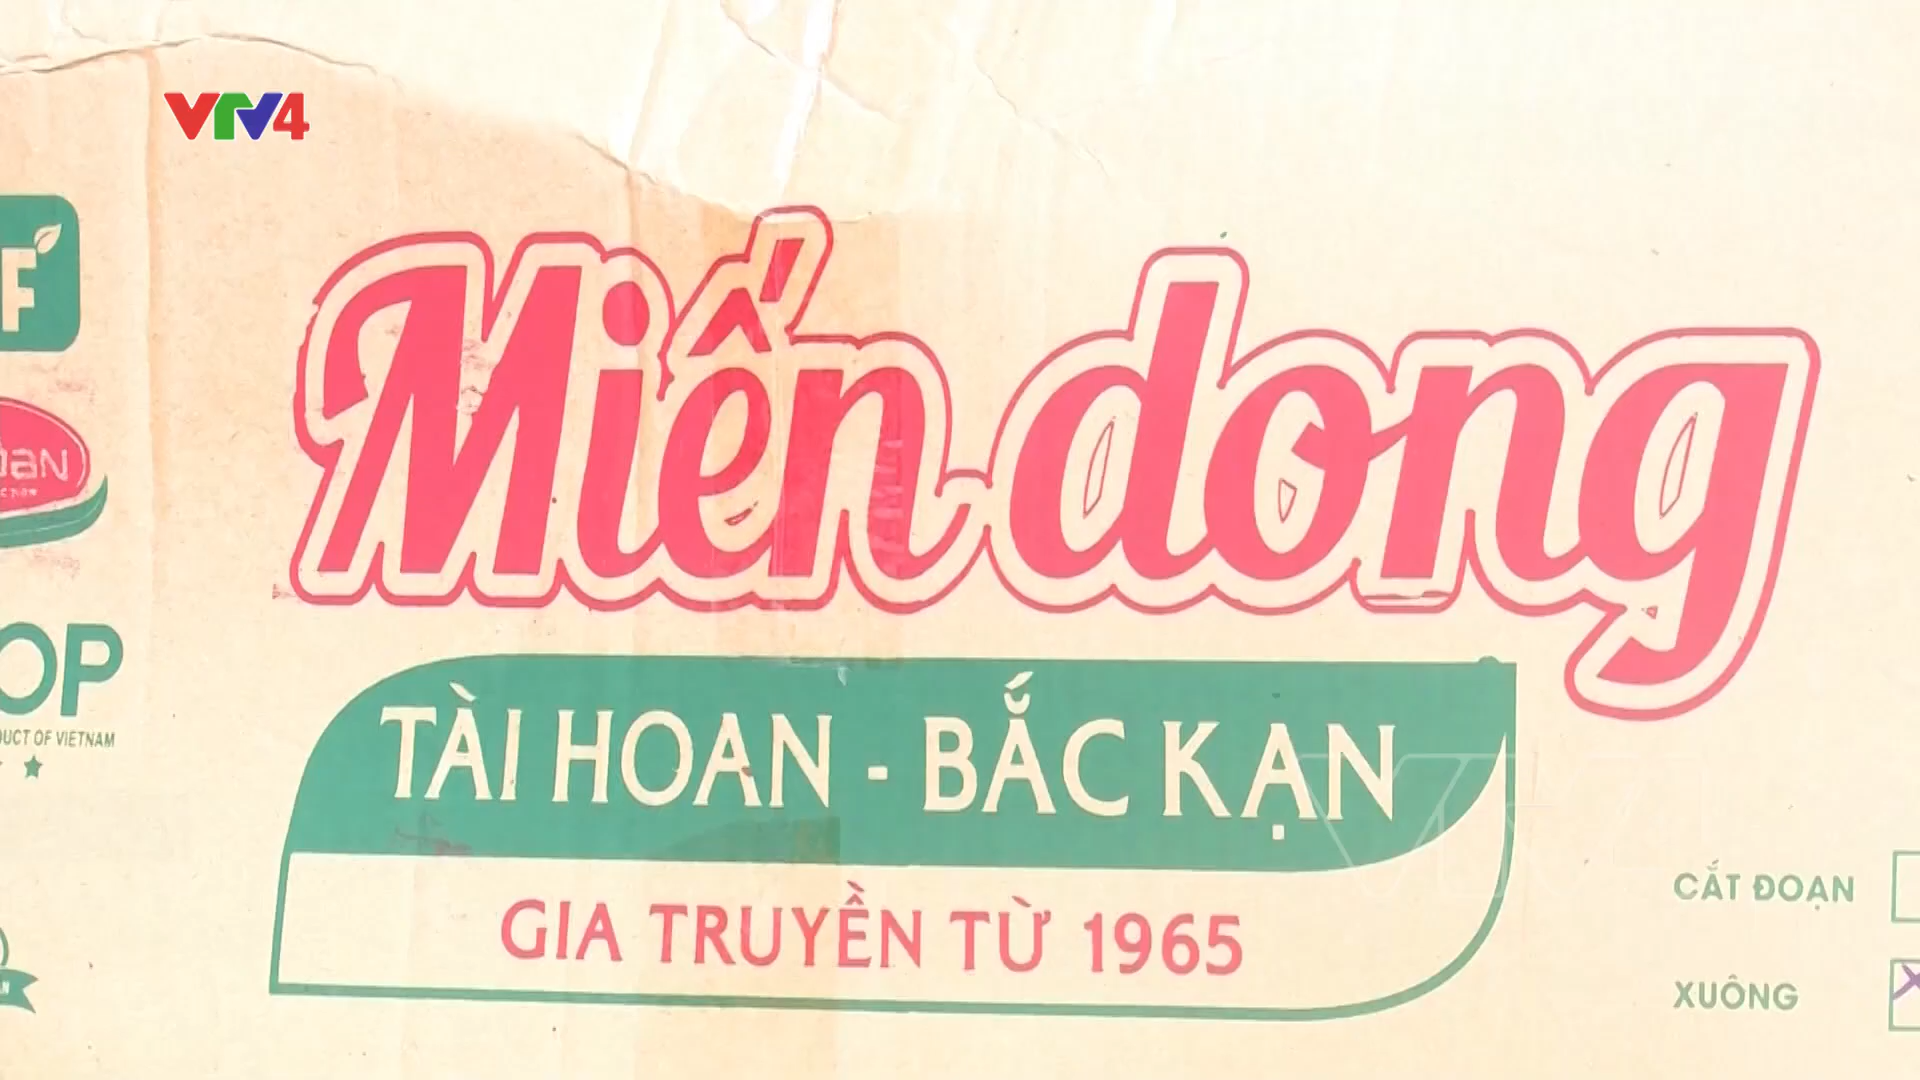 VTV4
F
Miến dong
OP
UCT OF VIETNAM
TÀI HOAN - BẮC KẠN
GIA TRUYỀN TỪ 1965
CẮT ĐOẠN
XUÔNG